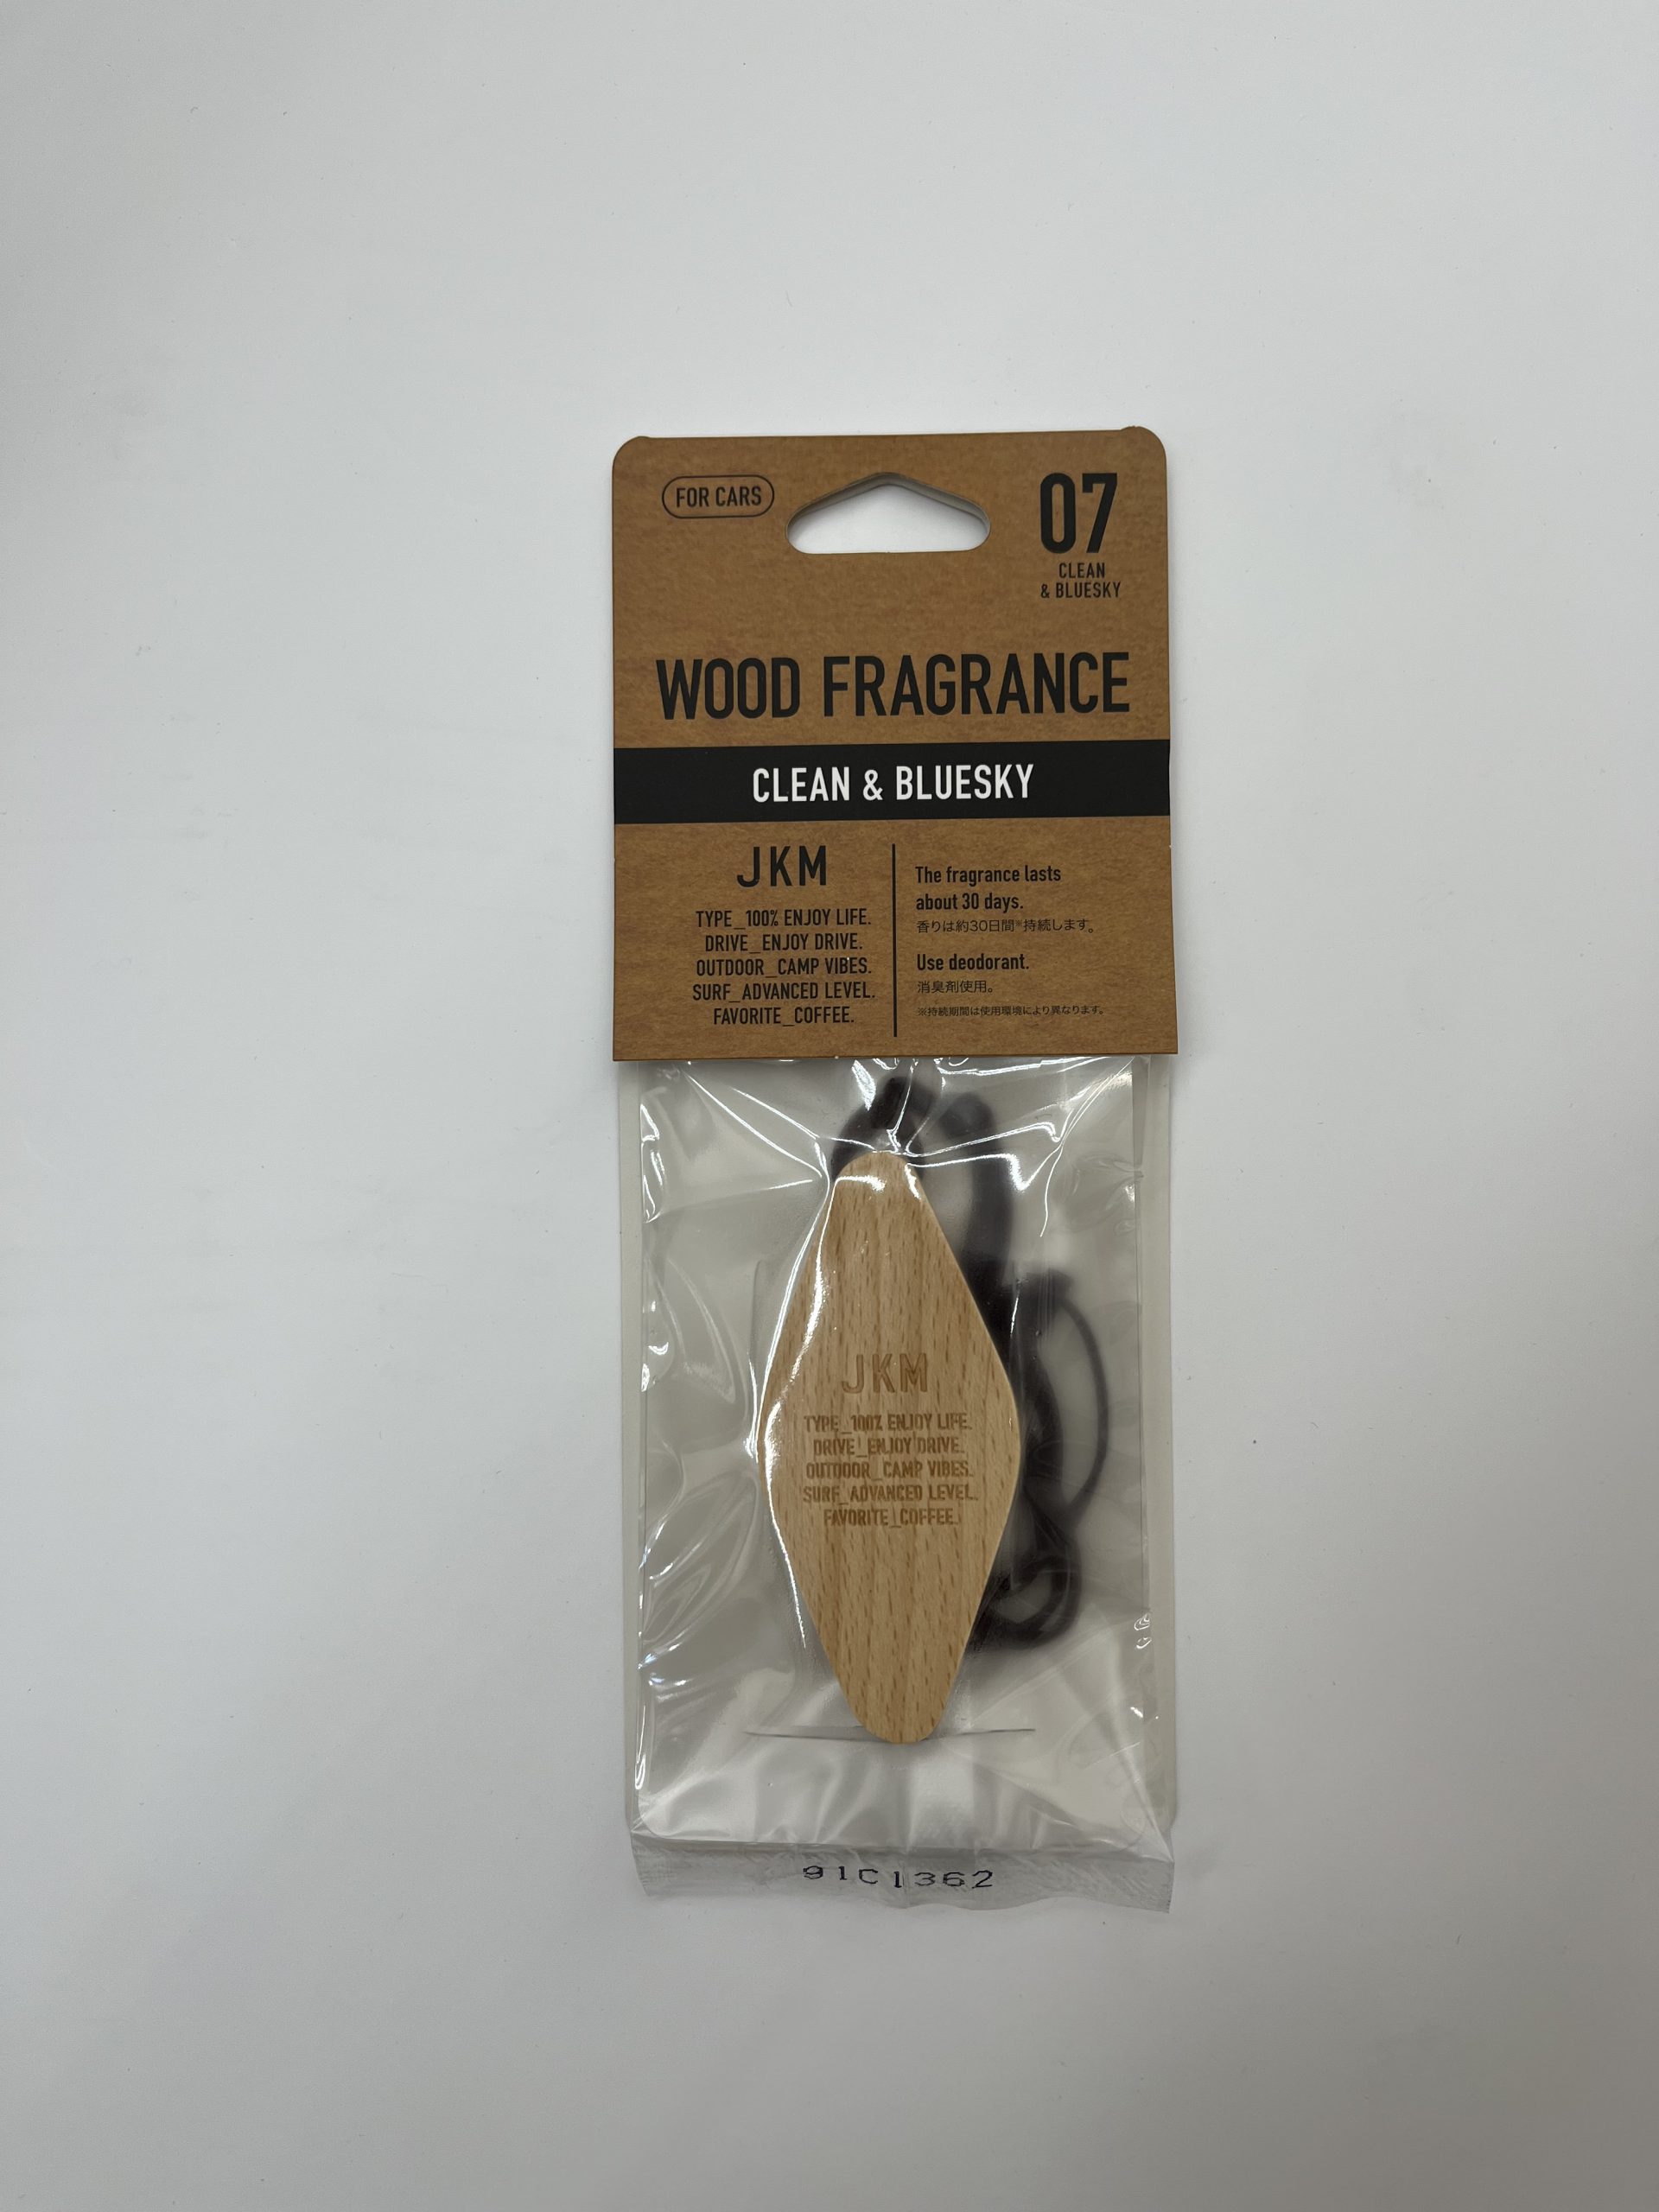 FOR CARS
07
CLEAN
& BLUESKY
WOOD FRAGRANCE
CLEAN & BLUESKY
JKM
TYPE_100% ENJOY LIFE.
DRIVE_ENJOY DRIVE.
OUTDOOR_CAMP VIBES.
SURF_ADVANCED LEVEL.
FAVORITE_COFFEE.
The fragrance lasts
about 30 days.
香りは約30日間※持続します。
Use deodorant.
消臭剤使用。
※持続期間は使用環境により異なります。
JKM
TYPE_100% ENJOY LIFE.
DRIVE_ENJOY DRIVE.
OUTDOOR_CAMP VIBES.
SURF_ADVANCED LEVEL.
FAVORITE_COFFEE.
91C1362